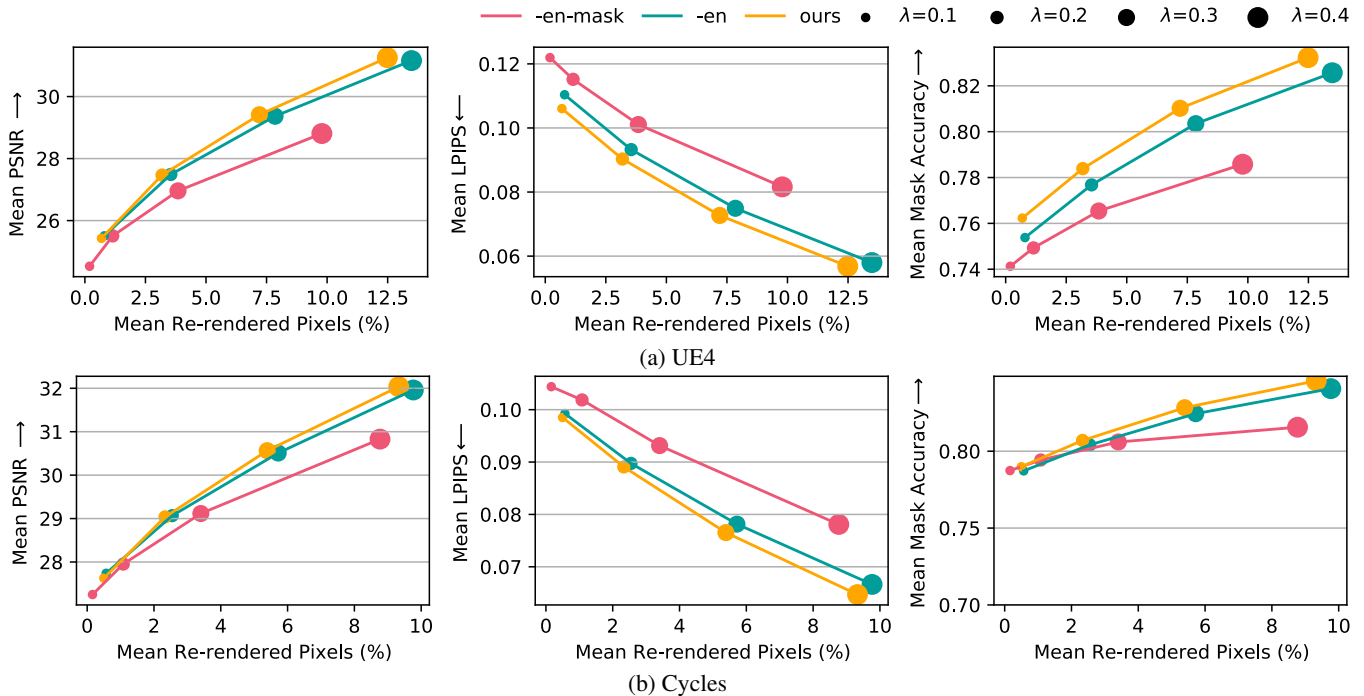 -en-mask -en ours λ=0.1 λ=0.2 λ=0.3 λ=0.4
Mean PSNR →
30
28
26
0.0 2.5 5.0 7.5 10.0 12.5
Mean Re-rendered Pixels (%)
Mean LPIPS ←
0.12
0.10
0.08
0.06
0.0 2.5 5.0 7.5 10.0 12.5
Mean Re-rendered Pixels (%)
Mean Mask Accuracy →
0.82
0.80
0.78
0.76
0.74
0.0 2.5 5.0 7.5 10.0 12.5
Mean Re-rendered Pixels (%)
(a) UE4
Mean PSNR →
32
31
30
29
28
0 2 4 6 8 10
Mean Re-rendered Pixels (%)
Mean LPIPS ←
0.10
0.09
0.08
0.07
0 2 4 6 8 10
Mean Re-rendered Pixels (%)
Mean Mask Accuracy →
0.80
0.75
0.70
0 2 4 6 8 10
Mean Re-rendered Pixels (%)
(b) Cycles